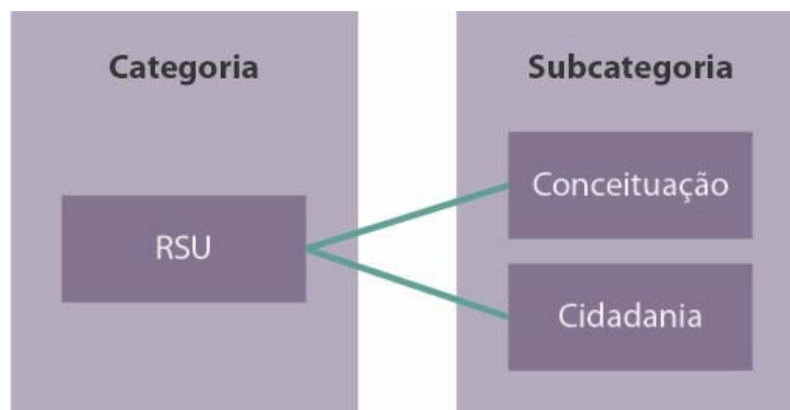 Categoria
RSU
Subcategoria
Conceituação
Cidadania